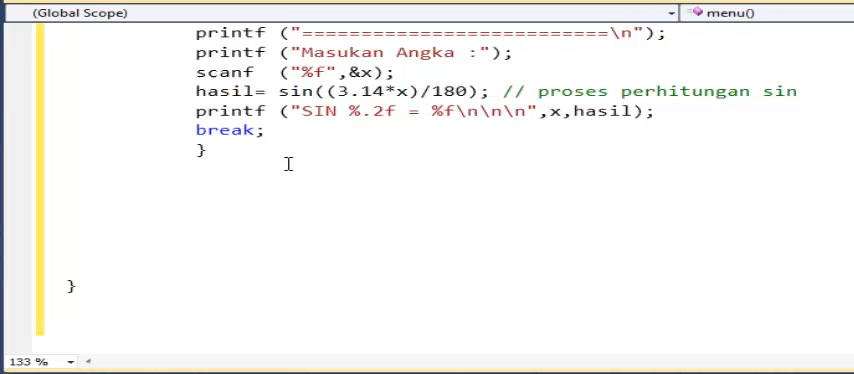 (Global Scope) menu()
printf ("==========================\n");
printf ("Masukan Angka :");
scanf  ("%f",&x);
hasil= sin((3.14*x)/180); // proses perhitungan sin
printf ("SIN %.2f = %f\n\n\n",x,hasil);
break;
}
}
133 %